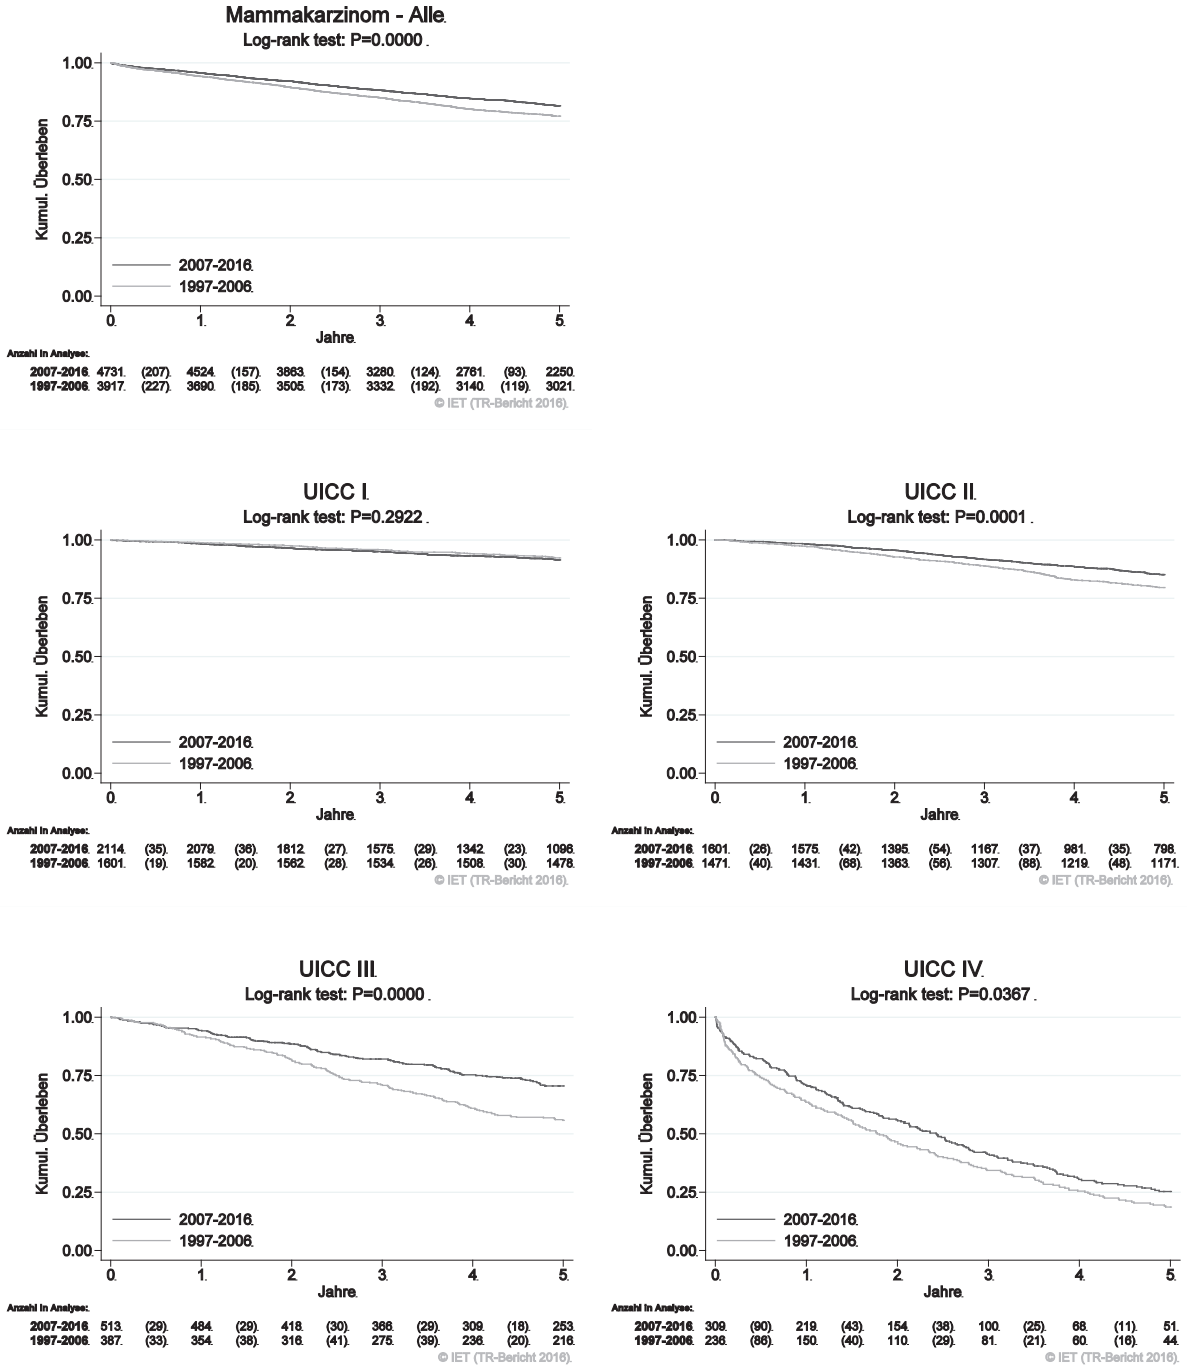 Mammakarzinom - Alle.
Log-rank test: P=0.0000 .
Kumul. Überleben
1.00.
0.75.
0.50.
0.25.
0.00.
2007-2016.
1997-2006.
0. 1. 2. 3. 4. 5.
Jahre.
Anzahl in Analyse:.
2007-2016. 4731. (207). 4524. (157). 3863. (154). 3280. (124). 2761. (93). 2250.
1997-2006. 3917. (227). 3690. (185). 3505. (173). 3332. (192). 3140. (119). 3021.
© IET (TR-Bericht 2016).
UICC I.
Log-rank test: P=0.2922 .
Kumul. Überleben
1.00.
0.75.
0.50.
0.25.
0.00.
2007-2016.
1997-2006.
0. 1. 2. 3. 4. 5.
Jahre.
Anzahl in Analyse:.
2007-2016. 2114. (35). 2079. (36). 1812. (27). 1575. (29). 1342. (23). 1096.
1997-2006. 1601. (19). 1582. (20). 1562. (28). 1534. (26). 1508. (30). 1478.
© IET (TR-Bericht 2016).
UICC II.
Log-rank test: P=0.0001 .
Kumul. Überleben
1.00.
0.75.
0.50.
0.25.
0.00.
2007-2016.
1997-2006.
0. 1. 2. 3. 4. 5.
Jahre.
Anzahl in Analyse:.
2007-2016. 1601. (26). 1575. (42). 1395. (54). 1167. (37). 981. (35). 798.
1997-2006. 1471. (40). 1431. (68). 1363. (56). 1307. (88). 1219. (48). 1171.
© IET (TR-Bericht 2016).
UICC III.
Log-rank test: P=0.0000 .
Kumul. Überleben
1.00.
0.75.
0.50.
0.25.
0.00.
2007-2016.
1997-2006.
0. 1. 2. 3. 4. 5.
Jahre.
Anzahl in Analyse:.
2007-2016. 513. (29). 484. (29). 418. (30). 366. (29). 309. (18). 253.
1997-2006. 387. (33). 354. (38). 316. (41). 275. (39). 236. (20). 216.
© IET (TR-Bericht 2016).
UICC IV.
Log-rank test: P=0.0367 .
Kumul. Überleben
1.00.
0.75.
0.50.
0.25.
0.00.
2007-2016.
1997-2006.
0. 1. 2. 3. 4. 5.
Jahre.
Anzahl in Analyse:.
2007-2016. 309. (90). 219. (43). 154. (38). 100. (25). 68. (11). 51.
1997-2006. 236. (86). 150. (40). 110. (29). 81. (21). 60. (16). 44.
© IET (TR-Bericht 2016).